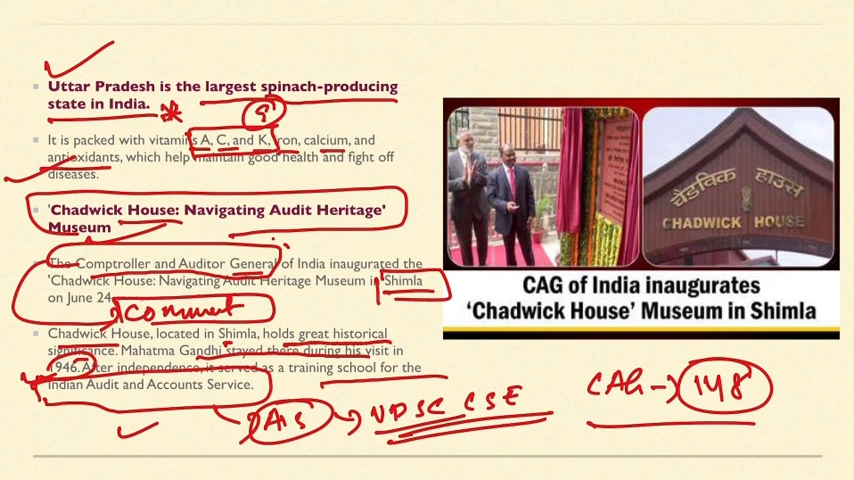 Uttar Pradesh is the largest spinach-producing
state in India.
It is packed with vitamins A, C, and K, iron, calcium, and
antioxidants, which help maintain good health and fight off
diseases.
'Chadwick House: Navigating Audit Heritage'
Museum
The Comptroller and Auditor General of India inaugurated the
'Chadwick House: Navigating Audit Heritage Museum in Shimla
on June 24.
Comment
Chadwick House, located in Shimla, holds great historical
significance. Mahatma Gandhi stayed there during his visit in
1946. After independence, it served as a training school for the
Indian Audit and Accounts Service.
UPSC CSE
चैडविक हाउस
CHADWICK HOUSE
CAG of India inaugurates
'Chadwick House' Museum in Shimla
CAG → 148